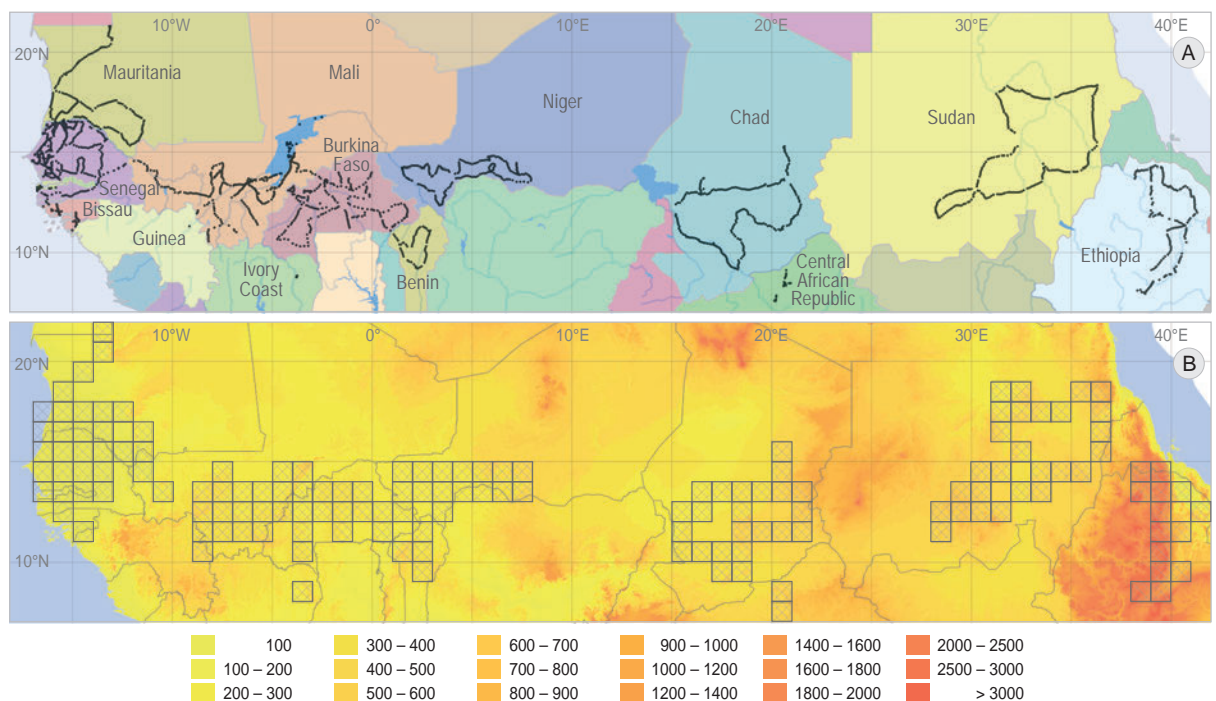 10°W 0° 10°E 20°E 30°E 40°E
20°N
A
Mauritania
Mali
Niger
Chad
Sudan
Burkina
Faso
Senegal
Bissau
Guinea
Ivory
Coast
Benin
Central
African
Republic
Ethiopia
10°N
10°W 0° 10°E 20°E 30°E 40°E
20°N
B
10°N
100 300 – 400 600 – 700 900 – 1000 1400 – 1600 2000 – 2500
100 – 200 400 – 500 700 – 800 1000 – 1200 1600 – 1800 2500 – 3000
200 – 300 500 – 600 800 – 900 1200 – 1400 1800 – 2000 > 3000